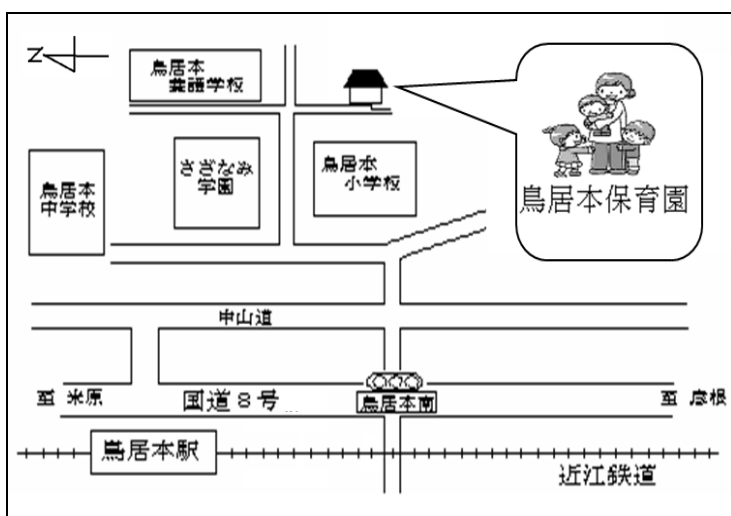 N
鳥居本
養護学校
鳥居本保育園
鳥居本
中学校
さざなみ
学園
鳥居本
小学校
中山道
至 米原
国道8号
鳥居本南
至 彦根
鳥居本駅
近江鉄道